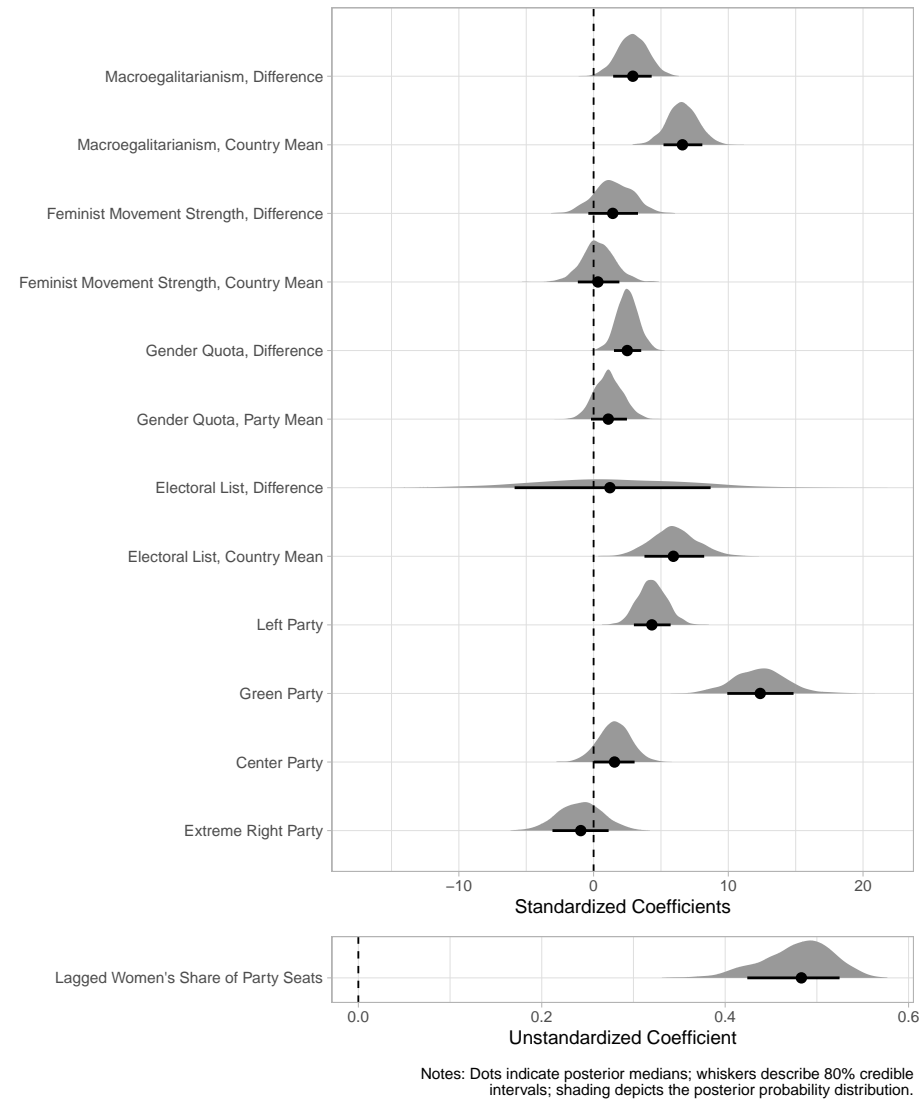 Macroegalitarianism, Difference
Macroegalitarianism, Country Mean
Feminist Movement Strength, Difference
Feminist Movement Strength, Country Mean
Gender Quota, Difference
Gender Quota, Party Mean
Electoral List, Difference
Electoral List, Country Mean
Left Party
Green Party
Center Party
Extreme Right Party
−10 0 10 20
Standardized Coefficients
Lagged Women's Share of Party Seats
0.0 0.2 0.4 0.6
Unstandardized Coefficient
Notes: Dots indicate posterior medians; whiskers describe 80% credible
intervals; shading depicts the posterior probability distribution.